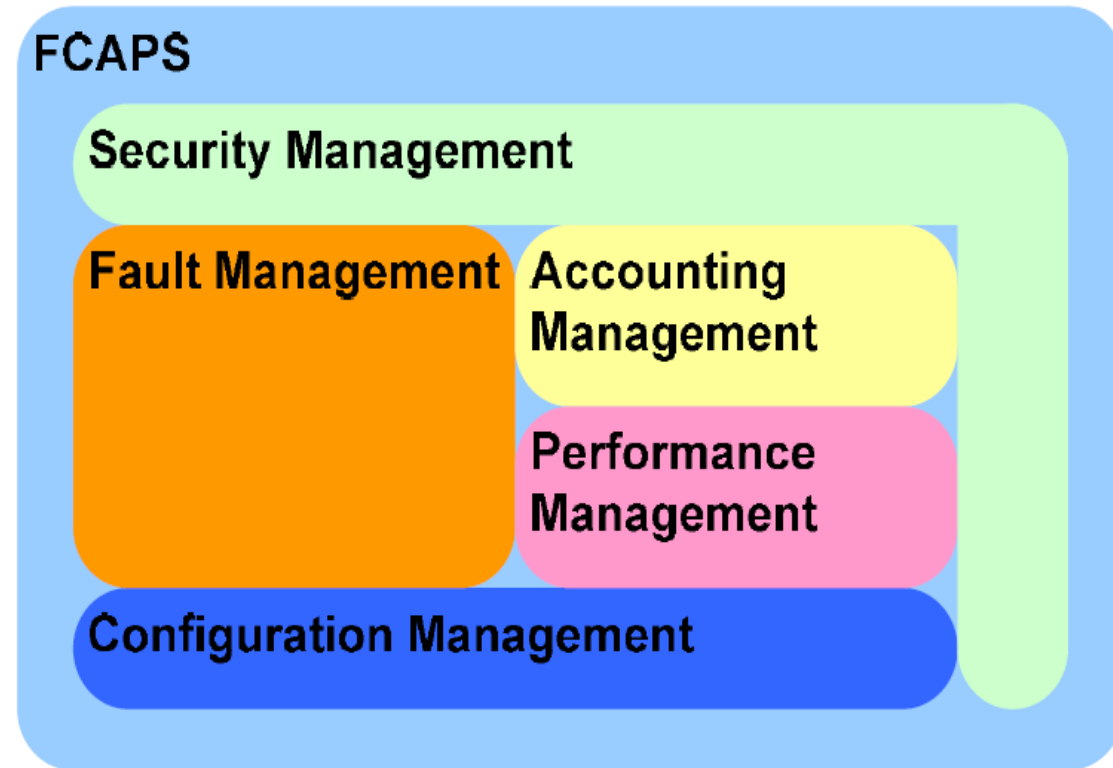 FCAPS
Security Management
Fault Management
Accounting
Management
Performance
Management
Configuration Management